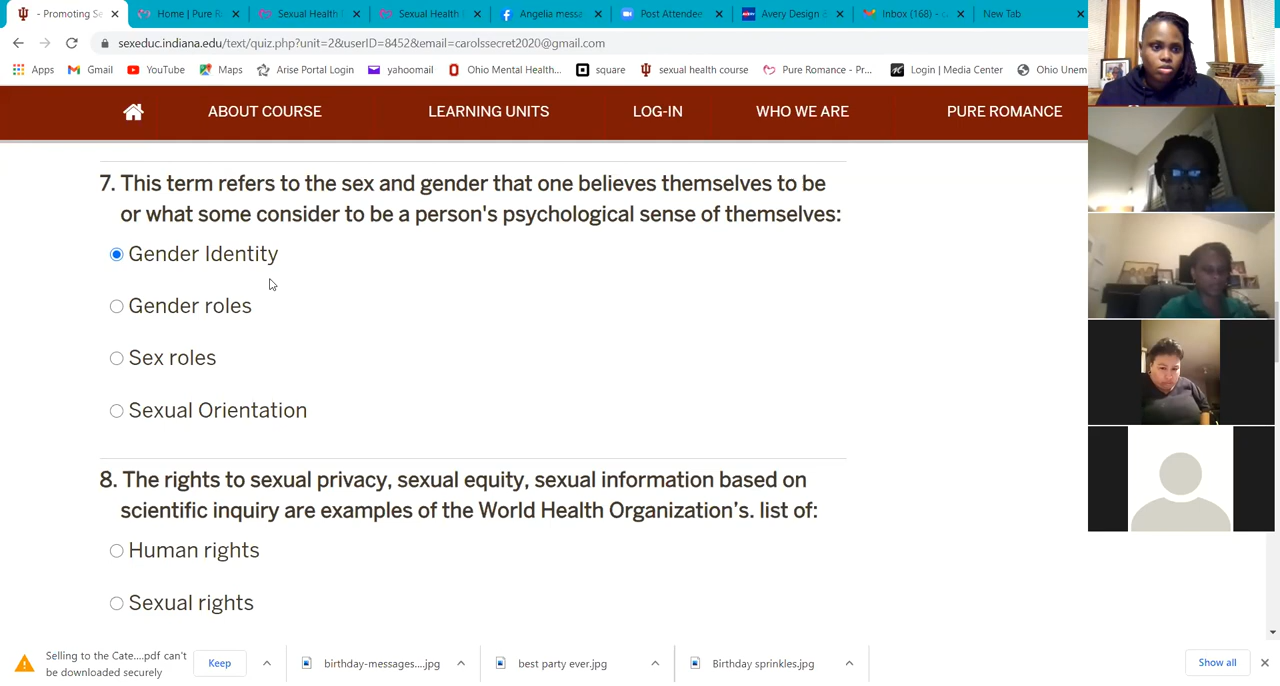 - Promoting Se
Home | Pure R
Sexual Health
Sexual Health
Angelia messa
Post Attendee
Avery Design &
Inbox (168) - c
New Tab
sexeduc.indiana.edu/text/quiz.php?unit=2&userID=8452&email=carolssecret2020@gmail.com
Apps
Gmail
YouTube
Maps
Arise Portal Login
yahoomail
Ohio Mental Health...
square
sexual health course
Pure Romance - Pr...
Login | Media Center
Ohio Unem
ABOUT COURSE
LEARNING UNITS
LOG-IN
WHO WE ARE
PURE ROMANCE
7. This term refers to the sex and gender that one believes themselves to be
or what some consider to be a person's psychological sense of themselves:
Gender Identity
Gender roles
Sex roles
Sexual Orientation
8. The rights to sexual privacy, sexual equity, sexual information based on
scientific inquiry are examples of the World Health Organization's. list of:
Human rights
Sexual rights
Selling to the Cate....pdf can't
be downloaded securely
Keep
birthday-messages....jpg
best party ever.jpg
Birthday sprinkles.jpg
Show all